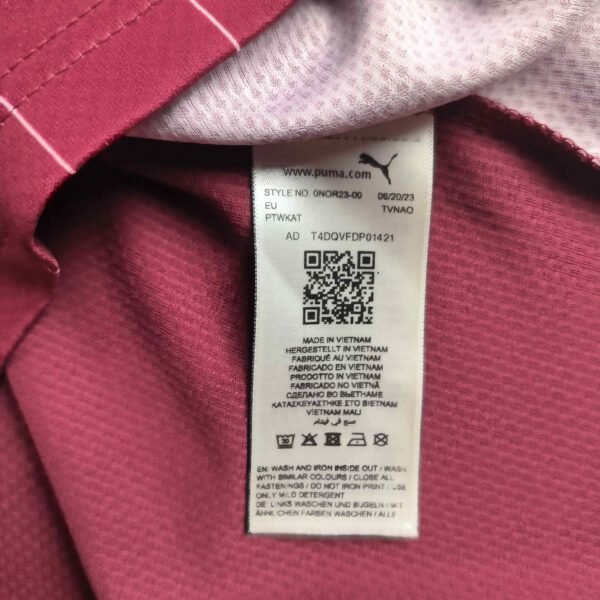 www.puma.com
STYLE NO. 0NOR23-00 06/20/23
EU TVNAO
PTWKAT
AD T4DQVFDP01421
MADE IN VIETNAM
HERGESTELLT IN VIETNAM
FABRIQUÉ AU VIETNAM
FABRICADO EN VIETNAM
PRODOTTO IN VIETNAM
FABRICADO NO VIETNÃ
СДЕЛАНО ВО ВЬЕТНАМЕ
ΚΑΤΑΣΚΕΥΑΣΤΗΚΕ ΣΤΟ ΒΙΕΤΝΑΜ
VIETNAM MALI
صنع في فيتنام
EN: WASH AND IRON INSIDE OUT / WASH
WITH SIMILAR COLOURS / CLOSE ALL
FASTENINGS / DO NOT IRON PRINT / USE
ONLY MILD DETERGENT
DE: LINKS WASCHEN UND BÜGELN / MIT
ÄHNLICHEN FARBEN WASCHEN / ALLE